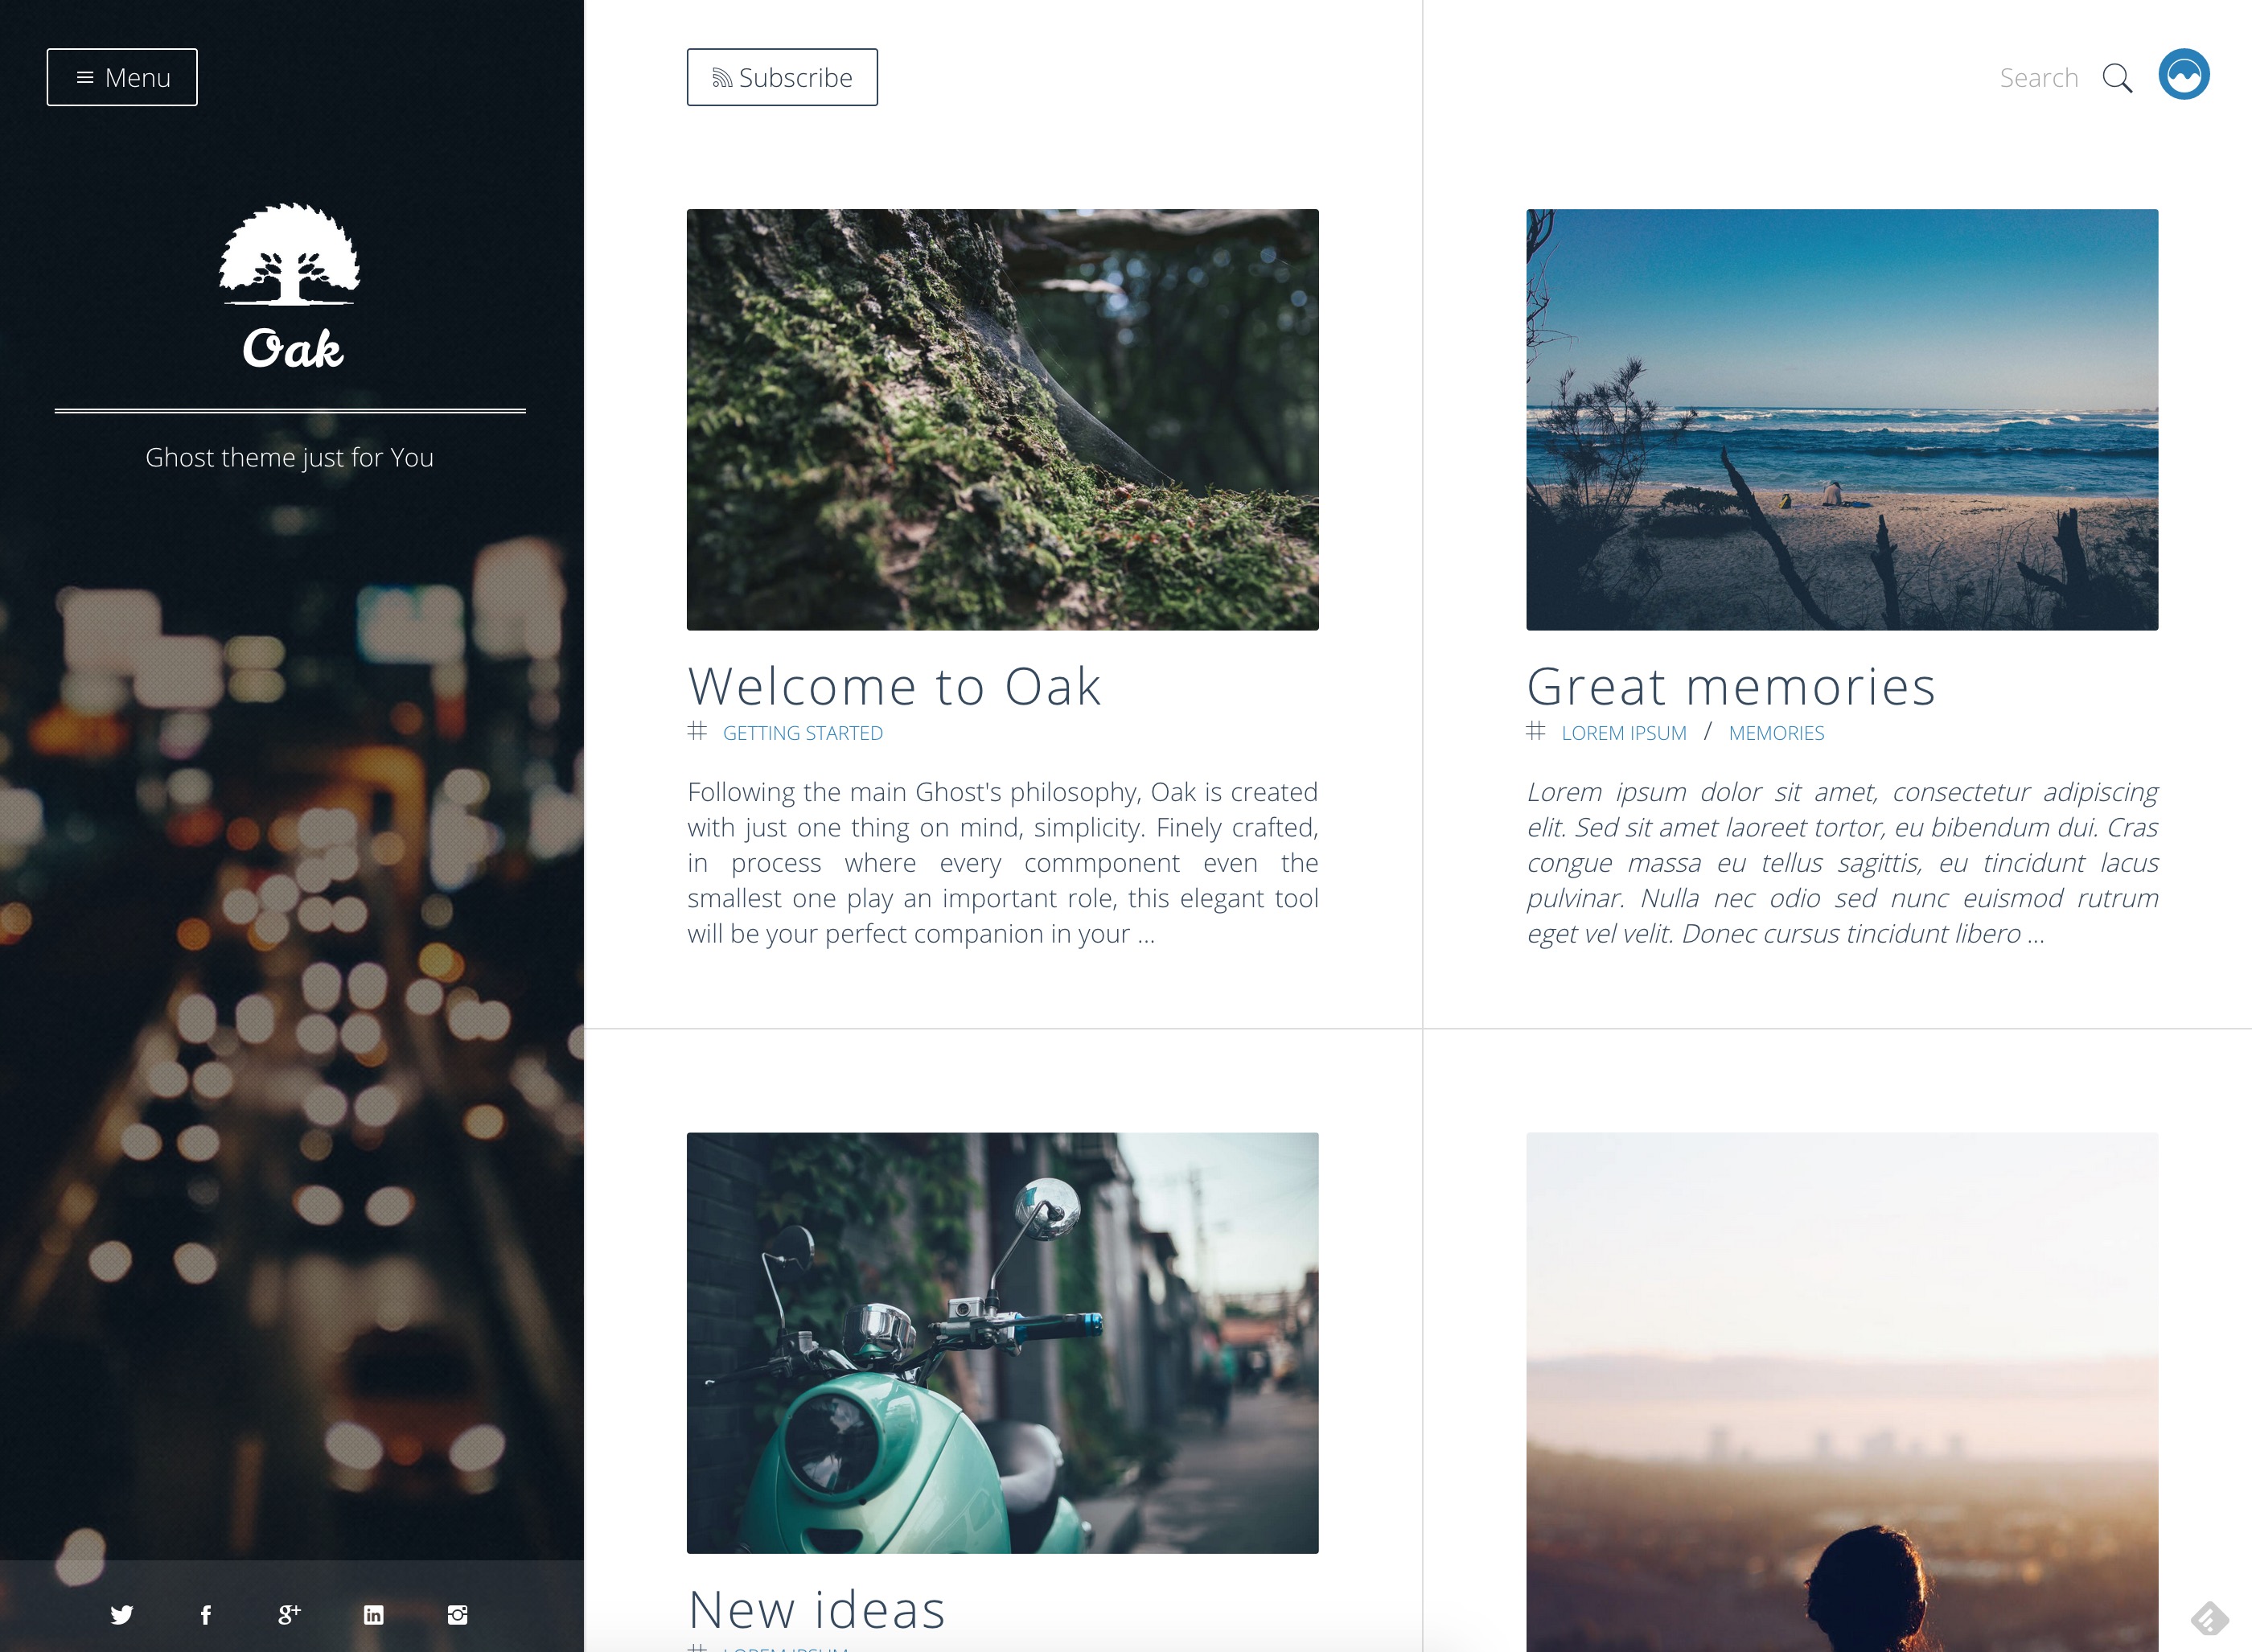 Menu
Oak
Ghost theme just for You
Subscribe
Search
Welcome to Oak
# GETTING STARTED
Following the main Ghost's philosophy, Oak is created
with just one thing on mind, simplicity. Finely crafted,
in process where every commponent even the
smallest one play an important role, this elegant tool
will be your perfect companion in your ...
Great memories
# LOREM IPSUM / MEMORIES
Lorem ipsum dolor sit amet, consectetur adipiscing
elit. Sed sit amet laoreet tortor, eu bibendum dui. Cras
congue massa eu tellus sagittis, eu tincidunt lacus
pulvinar. Nulla nec odio sed nunc euismod rutrum
eget vel velit. Donec cursus tincidunt libero ...
New ideas
# LOREM IPSUM